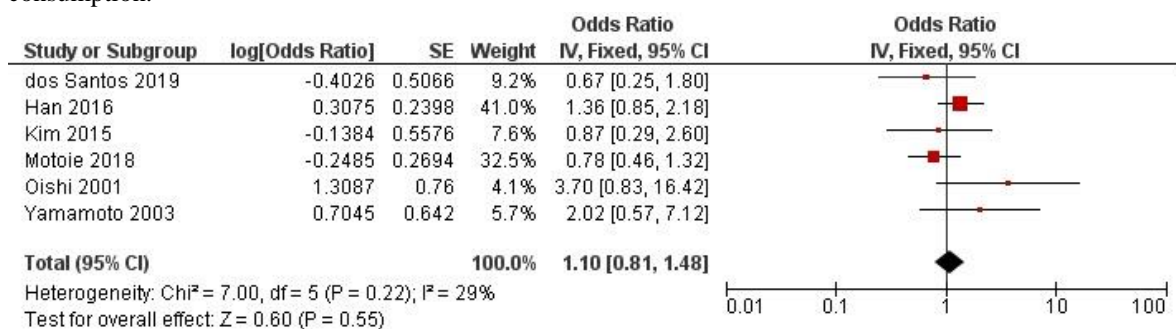 consumption.
Odds Ratio Odds Ratio
Study or Subgroup log[Odds Ratio] SE Weight IV, Fixed, 95% CI IV, Fixed, 95% CI
dos Santos 2019 -0.4026 0.5066 9.2% 0.67 [0.25, 1.80]
Han 2016 0.3075 0.2398 41.0% 1.36 [0.85, 2.18]
Kim 2015 -0.1384 0.5576 7.6% 0.87 [0.29, 2.60]
Motoie 2018 -0.2485 0.2694 32.5% 0.78 [0.46, 1.32]
Oishi 2001 1.3087 0.76 4.1% 3.70 [0.83, 16.42]
Yamamoto 2003 0.7045 0.642 5.7% 2.02 [0.57, 7.12]
Total (95% CI) 100.0% 1.10 [0.81, 1.48]
Heterogeneity: Chi² = 7.00, df = 5 (P = 0.22); I² = 29%
Test for overall effect: Z = 0.60 (P = 0.55)
0.01 0.1 1 10 100